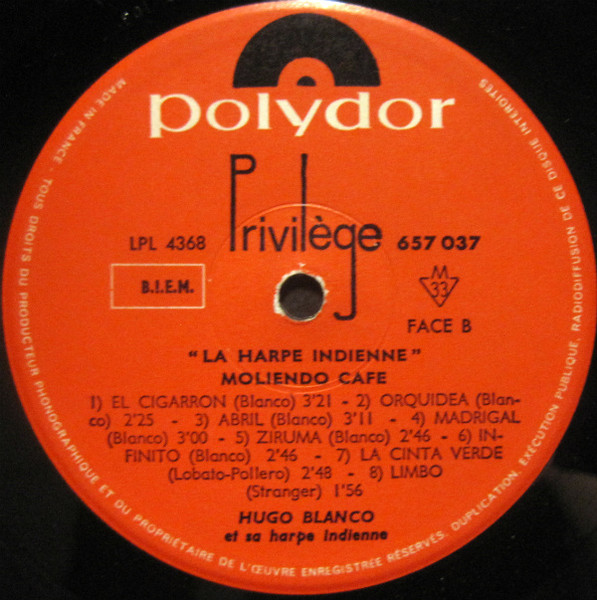 polydor
Privilège
LPL 4368
657 037
B.I.E.M.
M
33
FACE B
"LA HARPE INDIENNE"
MOLIENDO CAFE
1) EL CIGARRON (Blanco) 3'21 - 2) ORQUIDEA (Blan-
co) 2'25 - 3) ABRIL (Blanco) 3'11 - 4) MADRIGAL
(Blanco) 3'00 - 5) ZIRUMA (Blanco) 2'46 - 6) IN-
FINITO (Blanco) 2'46 - 7) LA CINTA VERDE
(Lobato-Pollero) 2'48 - 8) LIMBO
(Stranger) 1'56
HUGO BLANCO
et sa harpe indienne
MADE IN FRANCE - TOUS DROITS DU PRODUCTEUR PHONOGRAPHIQUE ET DU PROPRIÉTAIRE DE L'ŒUVRE ENREGISTRÉE RÉSERVÉS. DUPLICATION, EXÉCUTION PUBLIQUE, RADIODIFFUSION DE CE DISQUE INTERDITES